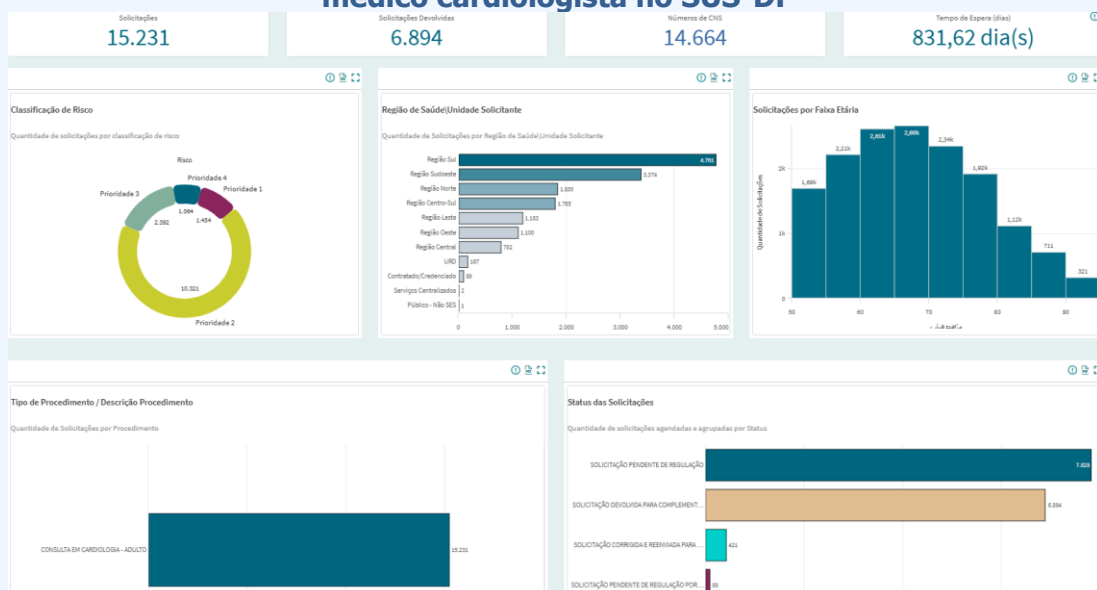 médico cardiologista no SUS-DF
Solicitações
15.231
Solicitações Devolvidas
6.894
Números de CNS
14.664
Tempo de Espera (dias)
831,62 dia(s)
Classificação de Risco
Quantidade de solicitações por classificação de risco
Risco
Prioridade 4
Prioridade 3
Prioridade 1
1.084
2.392
1.454
10.321
Prioridade 2
Região de Saúde\Unidade Solicitante
Quantidade de Solicitações por Região de Saúde\Unidade Solicitante
Região Sul
4.781
Região Sudoeste
3.374
Região Norte
1.830
Região Centro-Sul
1.785
Região Leste
Região Oeste
1.100
Região Central
782
URD
167
Contratado/Credenciado
89
Serviços Centralizados
2
Público - Não SES
1
0
1.000
2.000
3.000
4.000
5.000
Solicitações por Faixa Etária
Quantidade de Solicitações
2k
1k
0
1,69k
2,21k
2,61k
2,66k
2,34k
1,92k
1,12k
711
321
50
60
70
80
90
Tipo de Procedimento / Descrição Procedimento
Quantidade de Solicitações por Procedimento
CONSULTA EM CARDIOLOGIA - ADULTO
15.231
Status das Solicitações
Quantidade de solicitações agendadas e agrupadas por Status
SOLICITAÇÃO PENDENTE DE REGULAÇÃO
7.828
SOLICITAÇÃO DEVOLVIDA PARA COMPLEMENT...
6.894
SOLICITAÇÃO CORRIGIDA E REENVIADA PARA ...
421
SOLICITAÇÃO PENDENTE DE REGULAÇÃO POR...
88